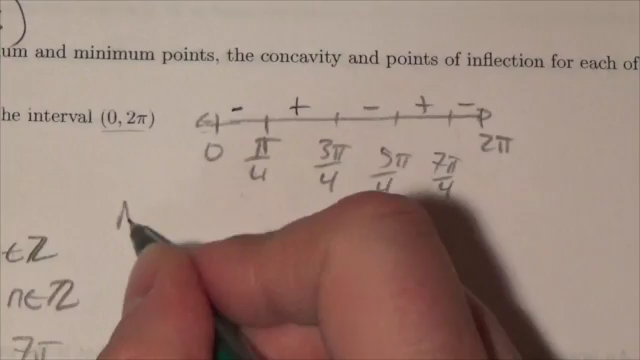 um and minimum points, the concavity and points of inflection for each of
he interval (0, 2π)
- + - + -
0 π/4 3π/4 5π/4 7π/4 2π
∈ℤ
n∈ℤ
7π